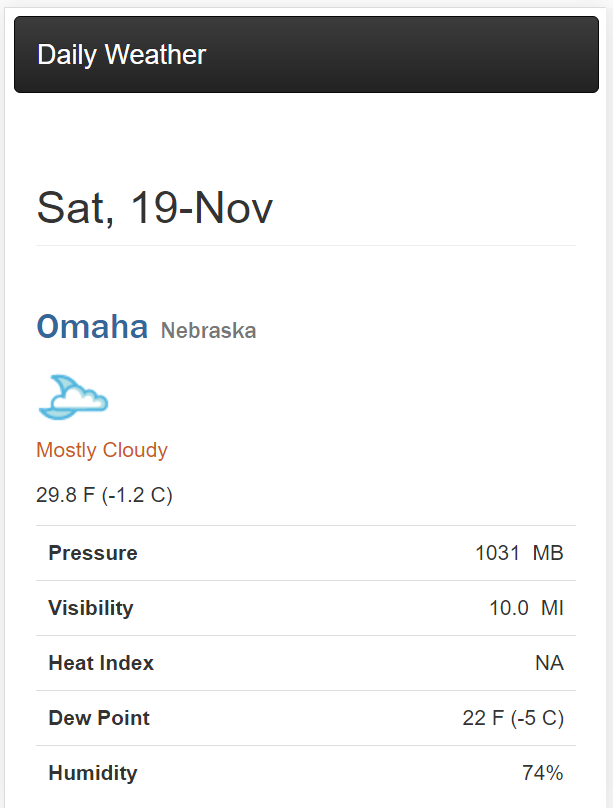 Daily Weather
Sat, 19-Nov
Omaha Nebraska
Mostly Cloudy
29.8 F (-1.2 C)
Pressure 1031 MB
Visibility 10.0 MI
Heat Index NA
Dew Point 22 F (-5 C)
Humidity 74%